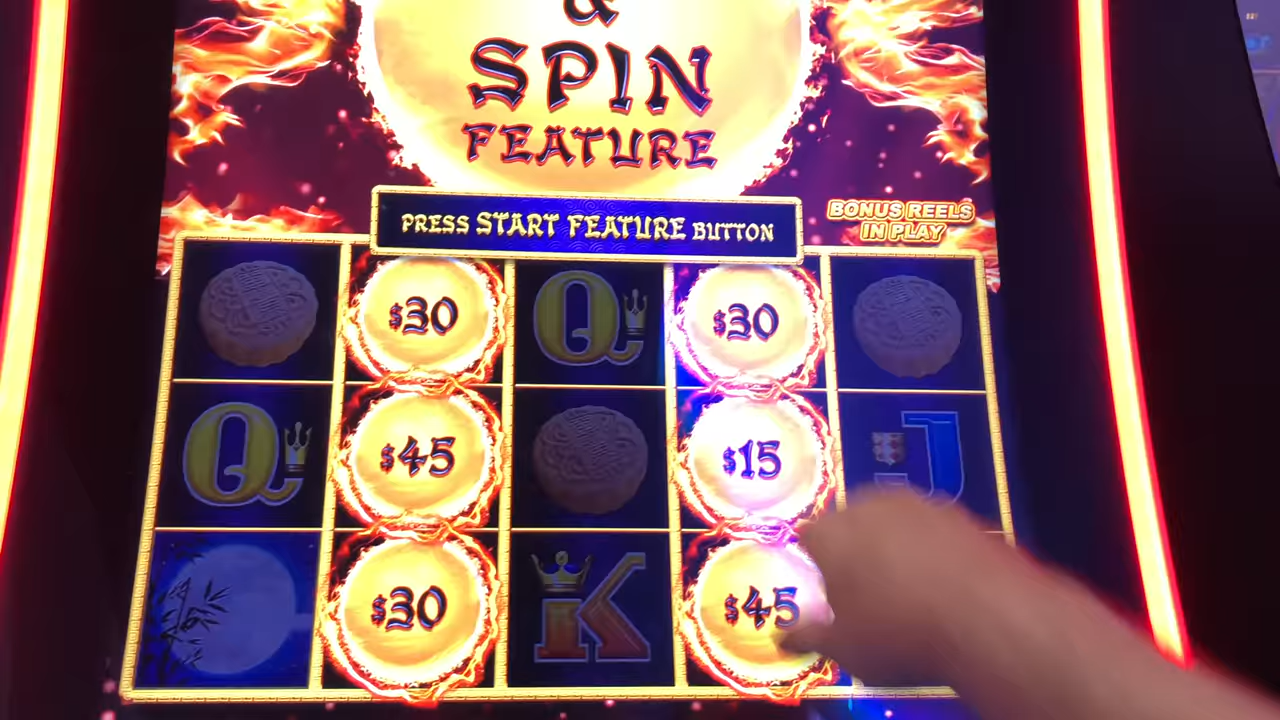 &
SPIN
FEATURE
PRESS START FEATURE BUTTON
BONUS REELS
IN PLAY
$30
Q
$30
Q
$45
$15
J
$30
K
$45